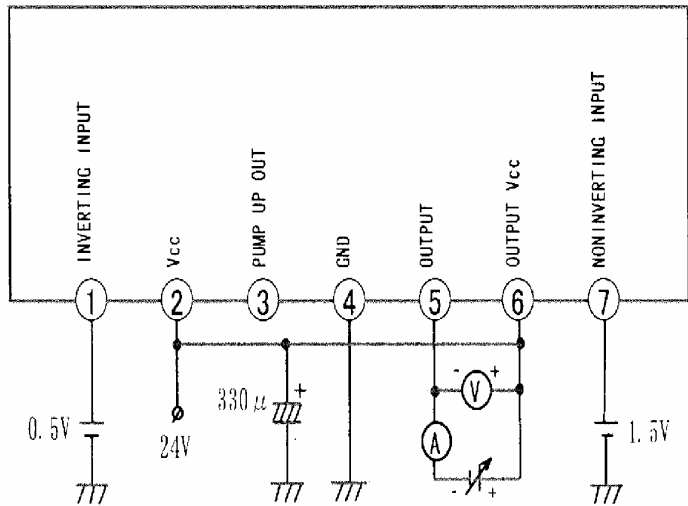 INVERTING INPUT
Vcc
PUMP UP OUT
GND
OUTPUT
OUTPUT Vcc
NONINVERTING INPUT
1
2
3
4
5
6
7
- V +
330μ
+
0.5V
24V
A
1.5V
- +